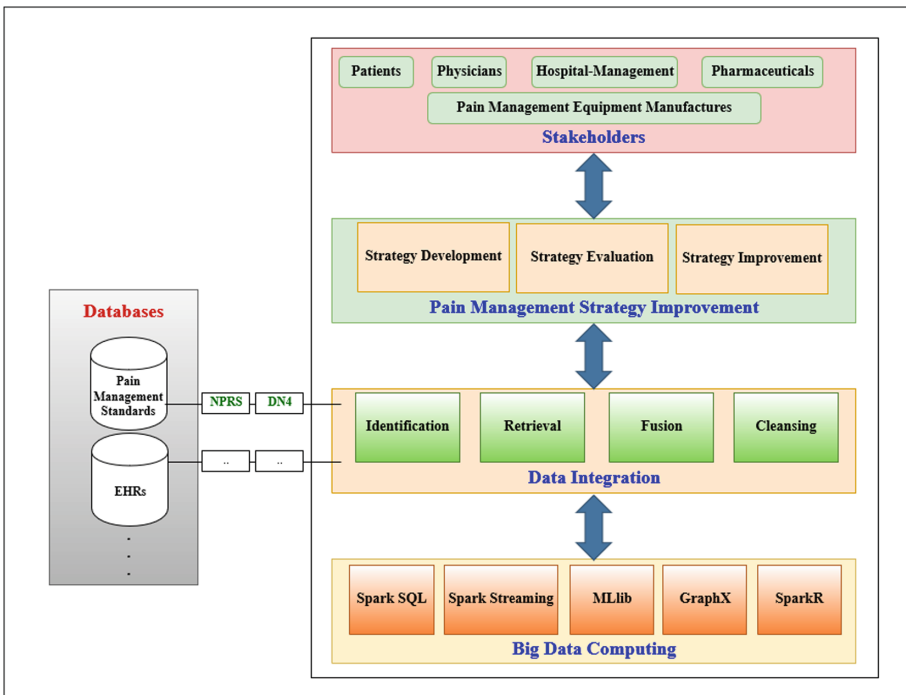 Patients
Physicians
Hospital-Management
Pharmaceuticals
Pain Management Equipment Manufactures
Stakeholders
Strategy Development
Strategy Evaluation
Strategy Improvement
Pain Management Strategy Improvement
Databases
Pain
Management
Standards
NPRS
DN4
EHRs
..
..
Identification
Retrieval
Fusion
Cleansing
Data Integration
Spark SQL
Spark Streaming
MLlib
GraphX
SparkR
Big Data Computing